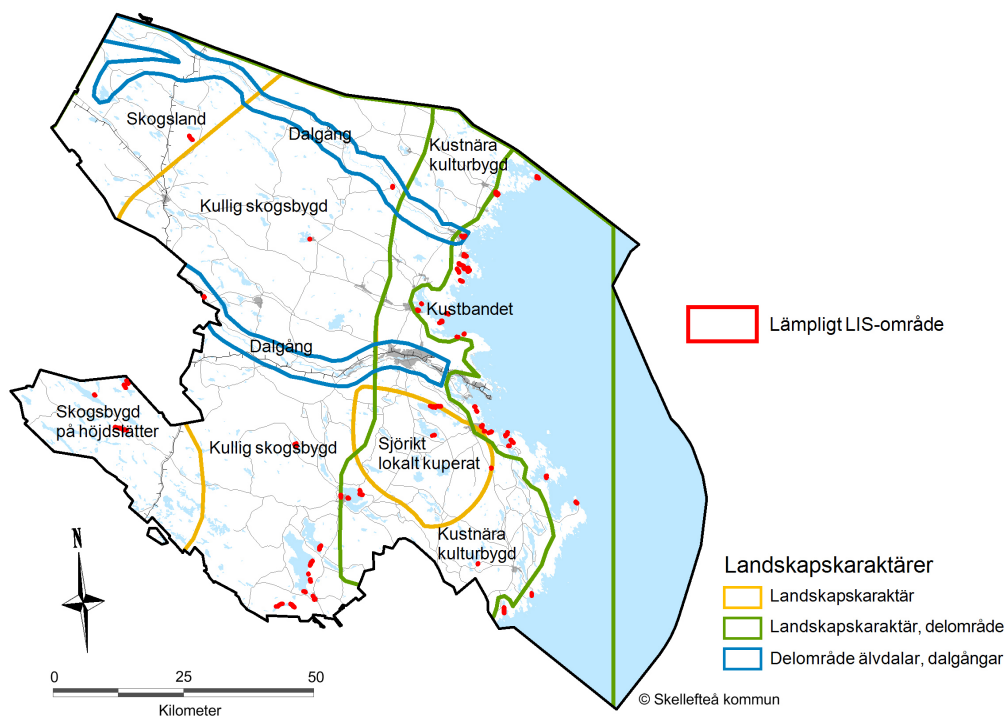 Skogsland
Dalgång
Kustnära
kulturbygd
Kullig skogsbygd
Kustbandet
Lämpligt LIS-område
Dalgång
Skogsbygd
på höjdslätter
Kullig skogsbygd
Sjörikt
lokalt kuperat
Kustnära
kulturbygd
N
Landskapskaraktärer
Landskapskaraktär
Landskapskaraktär, delområde
Delområde älvdalar, dalgångar
0 25 50
Kilometer
© Skellefteå kommun